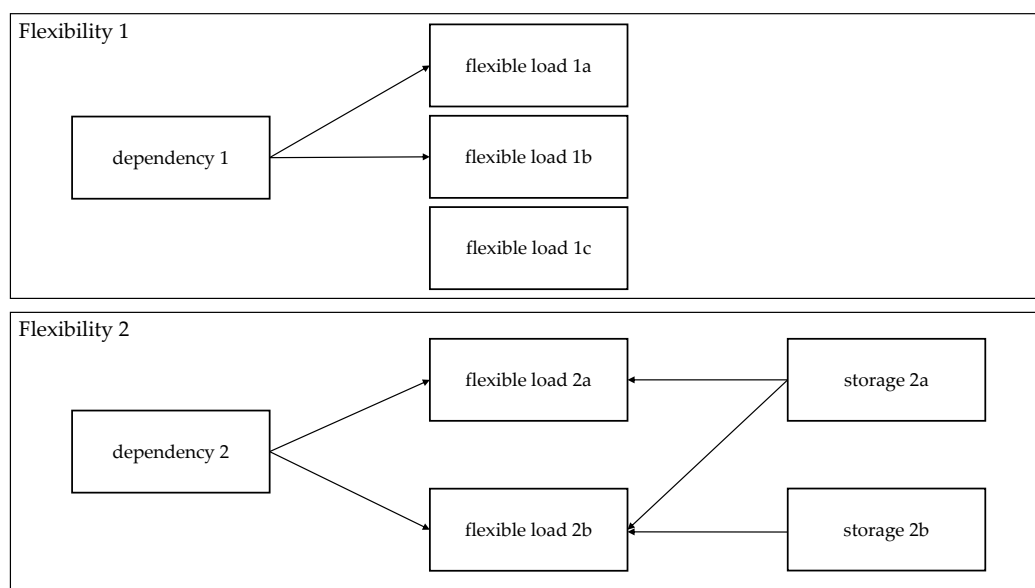 Flexibility 1
flexible load 1a
dependency 1
flexible load 1b
flexible load 1c
Flexibility 2
flexible load 2a
storage 2a
dependency 2
flexible load 2b
storage 2b